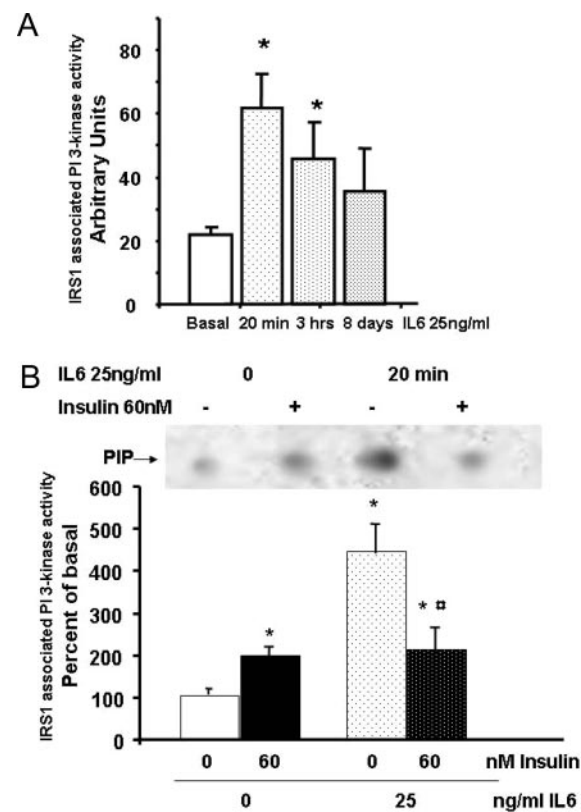 A
IRS1 associated PI 3-kinase activity
Arbitrary Units
80
60
40
20
0
*
*
Basal 20 min 3 hrs 8 days IL6 25ng/ml
B
IL6 25ng/ml 0 20 min
Insulin 60nM - + - +
PIP→
IRS1 associated PI 3-kinase activity
Percent of basal
600
500
400
300
200
100
0
*
*
* ¤
0 60 0 60 nM Insulin
0 25 ng/ml IL6